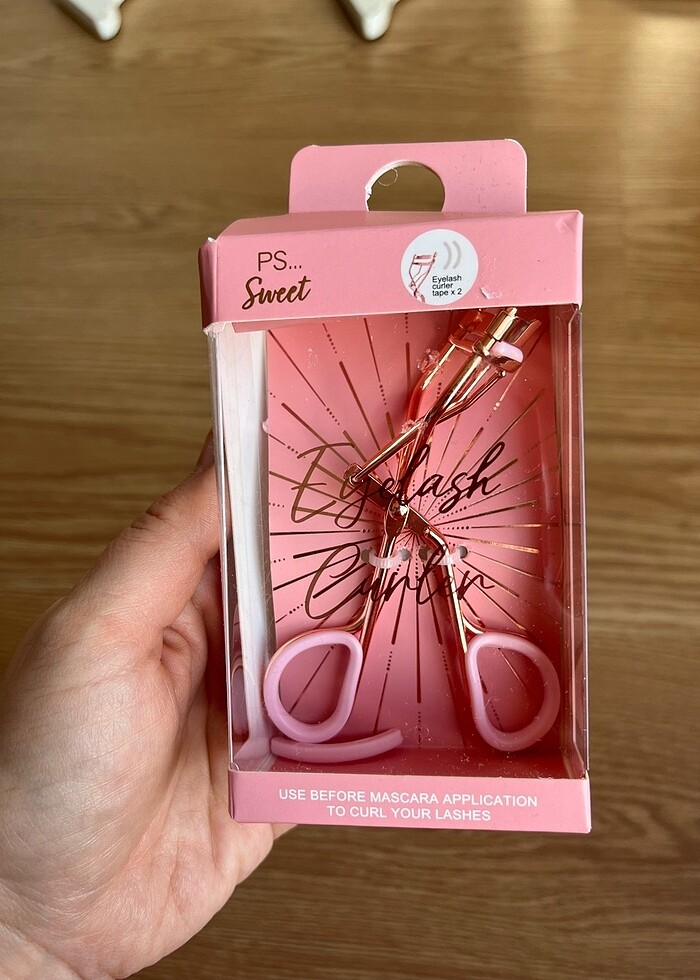 PS...
Sweet
Eyelash
curler
tape x 2
Eyelash
Curler
USE BEFORE MASCARA APPLICATION
TO CURL YOUR LASHES